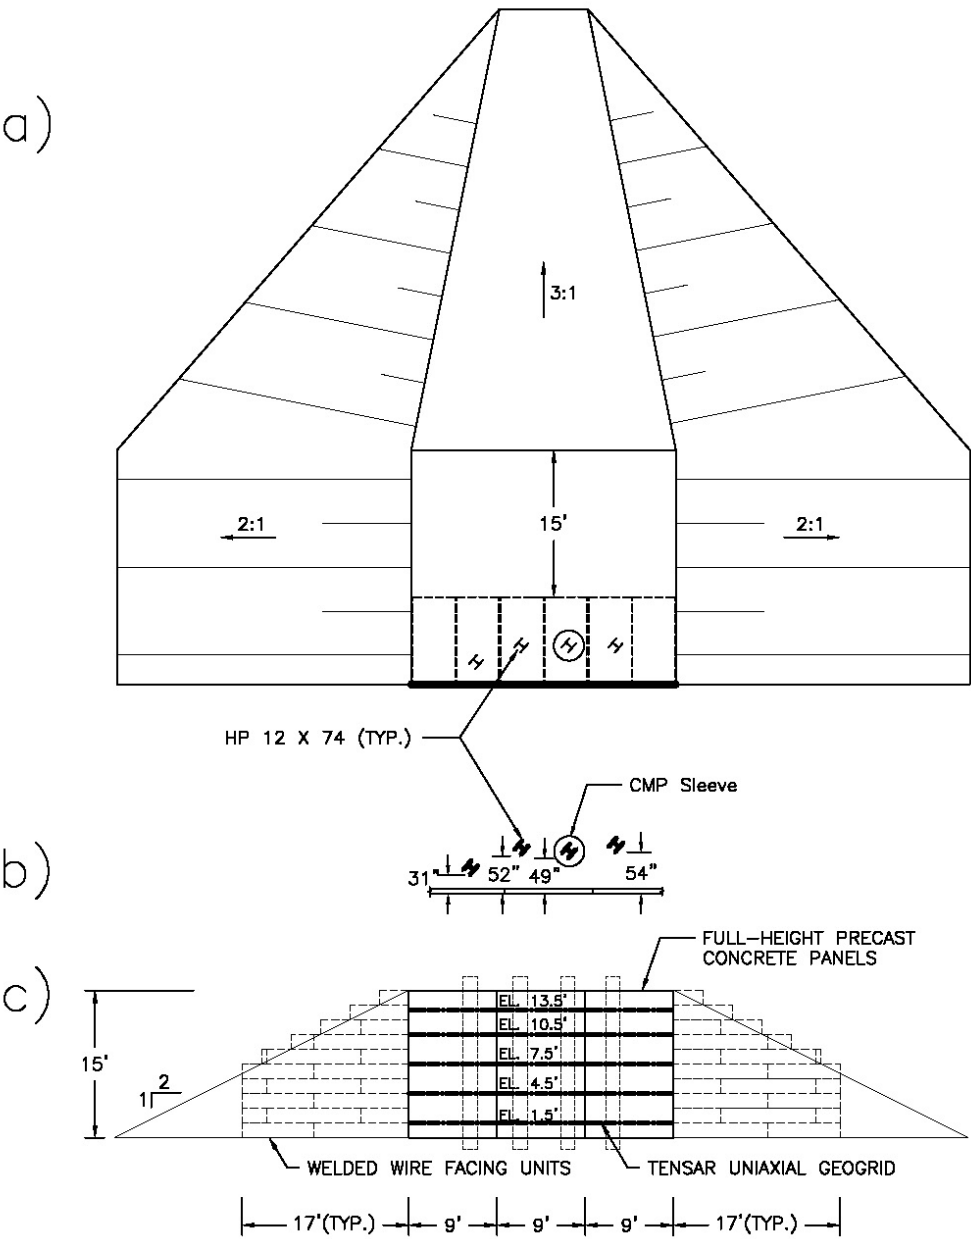 a)
3:1
2:1
15'
2:1
HP 12 X 74 (TYP.)
CMP Sleeve
b)
31"
52"
49"
54"
FULL-HEIGHT PRECAST
CONCRETE PANELS
c)
EL. 13.5'
EL. 10.5'
EL. 7.5'
EL. 4.5'
EL. 1.5'
15'
2
1
WELDED WIRE FACING UNITS
TENSAR UNIAXIAL GEOGRID
17'(TYP.)
9'
9'
9'
17'(TYP.)